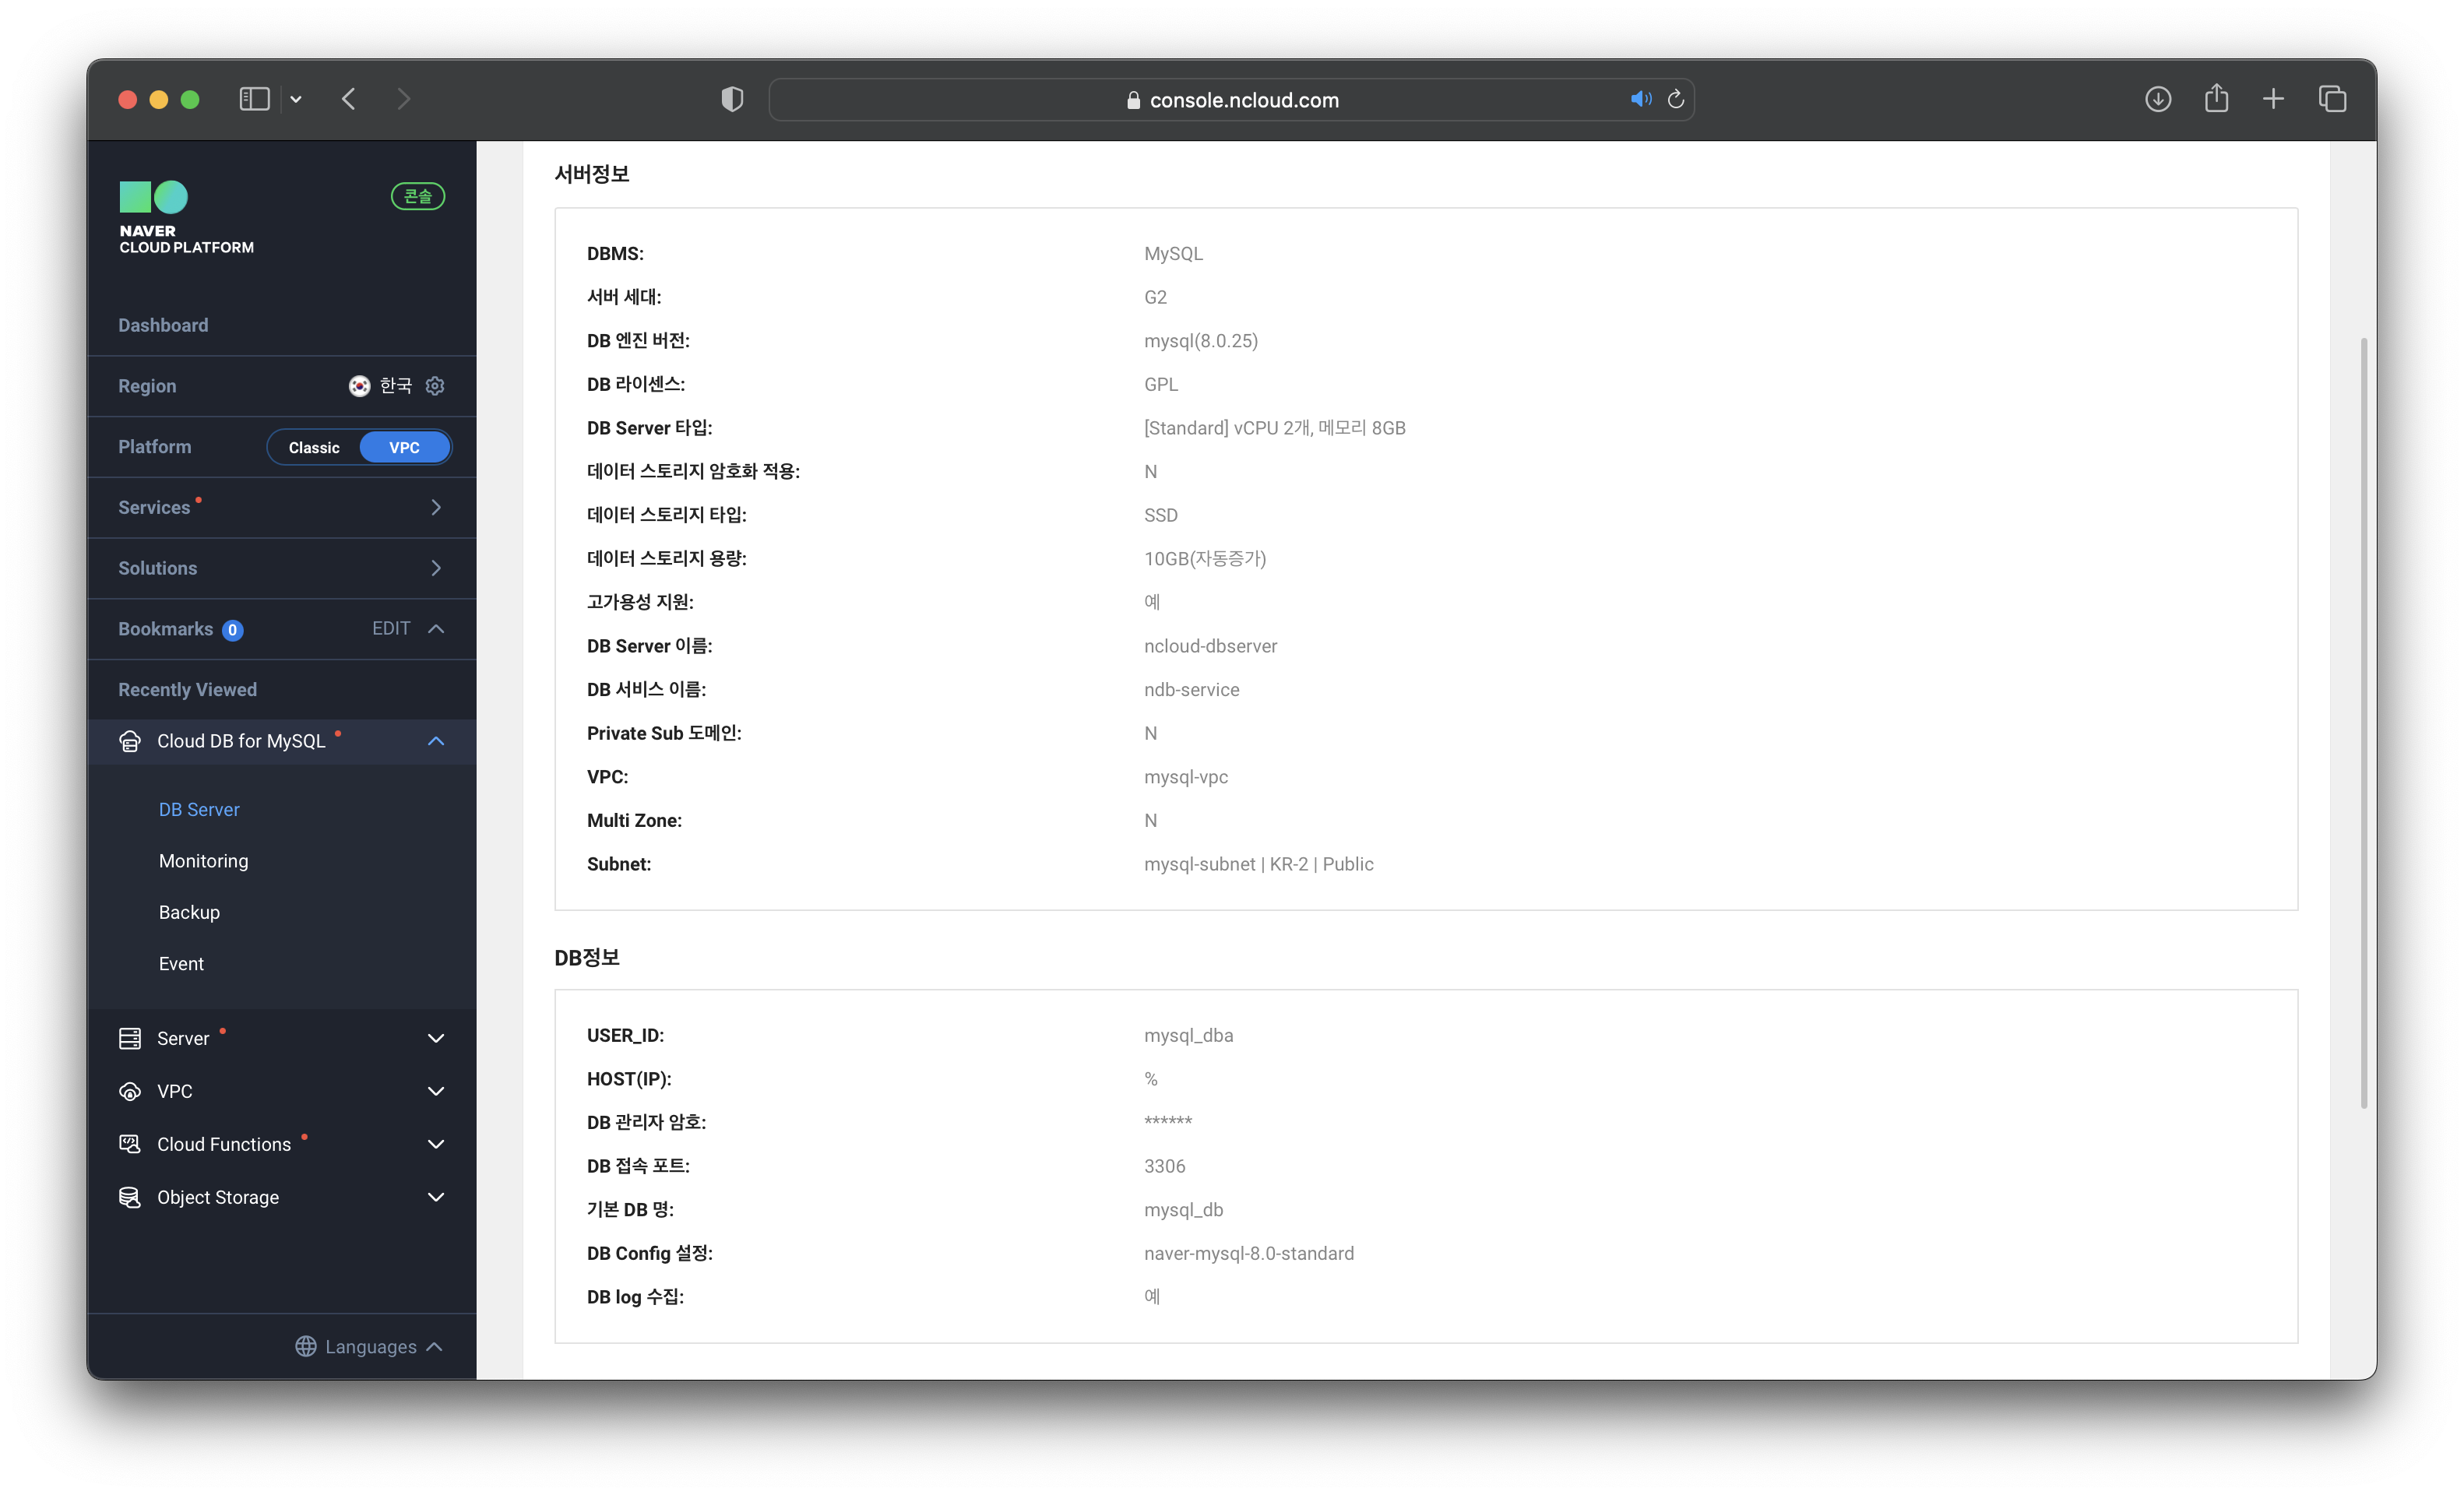 console.ncloud.com
NAVER
CLOUD PLATFORM
콘솔
Dashboard
Region 한국
Platform Classic VPC
Services
Solutions
Bookmarks 0 EDIT
Recently Viewed
Cloud DB for MySQL
DB Server
Monitoring
Backup
Event
Server
VPC
Cloud Functions
Object Storage
Languages
서버정보
DBMS: MySQL
서버 세대: G2
DB 엔진 버전: mysql(8.0.25)
DB 라이센스: GPL
DB Server 타입: [Standard] vCPU 2개, 메모리 8GB
데이터 스토리지 암호화 적용: N
데이터 스토리지 타입: SSD
데이터 스토리지 용량: 10GB(자동증가)
고가용성 지원: 예
DB Server 이름: ncloud-dbserver
DB 서비스 이름: ndb-service
Private Sub 도메인: N
VPC: mysql-vpc
Multi Zone: N
Subnet: mysql-subnet | KR-2 | Public
DB정보
USER_ID: mysql_dba
HOST(IP): %
DB 관리자 암호: ******
DB 접속 포트: 3306
기본 DB 명: mysql_db
DB Config 설정: naver-mysql-8.0-standard
DB log 수집: 예